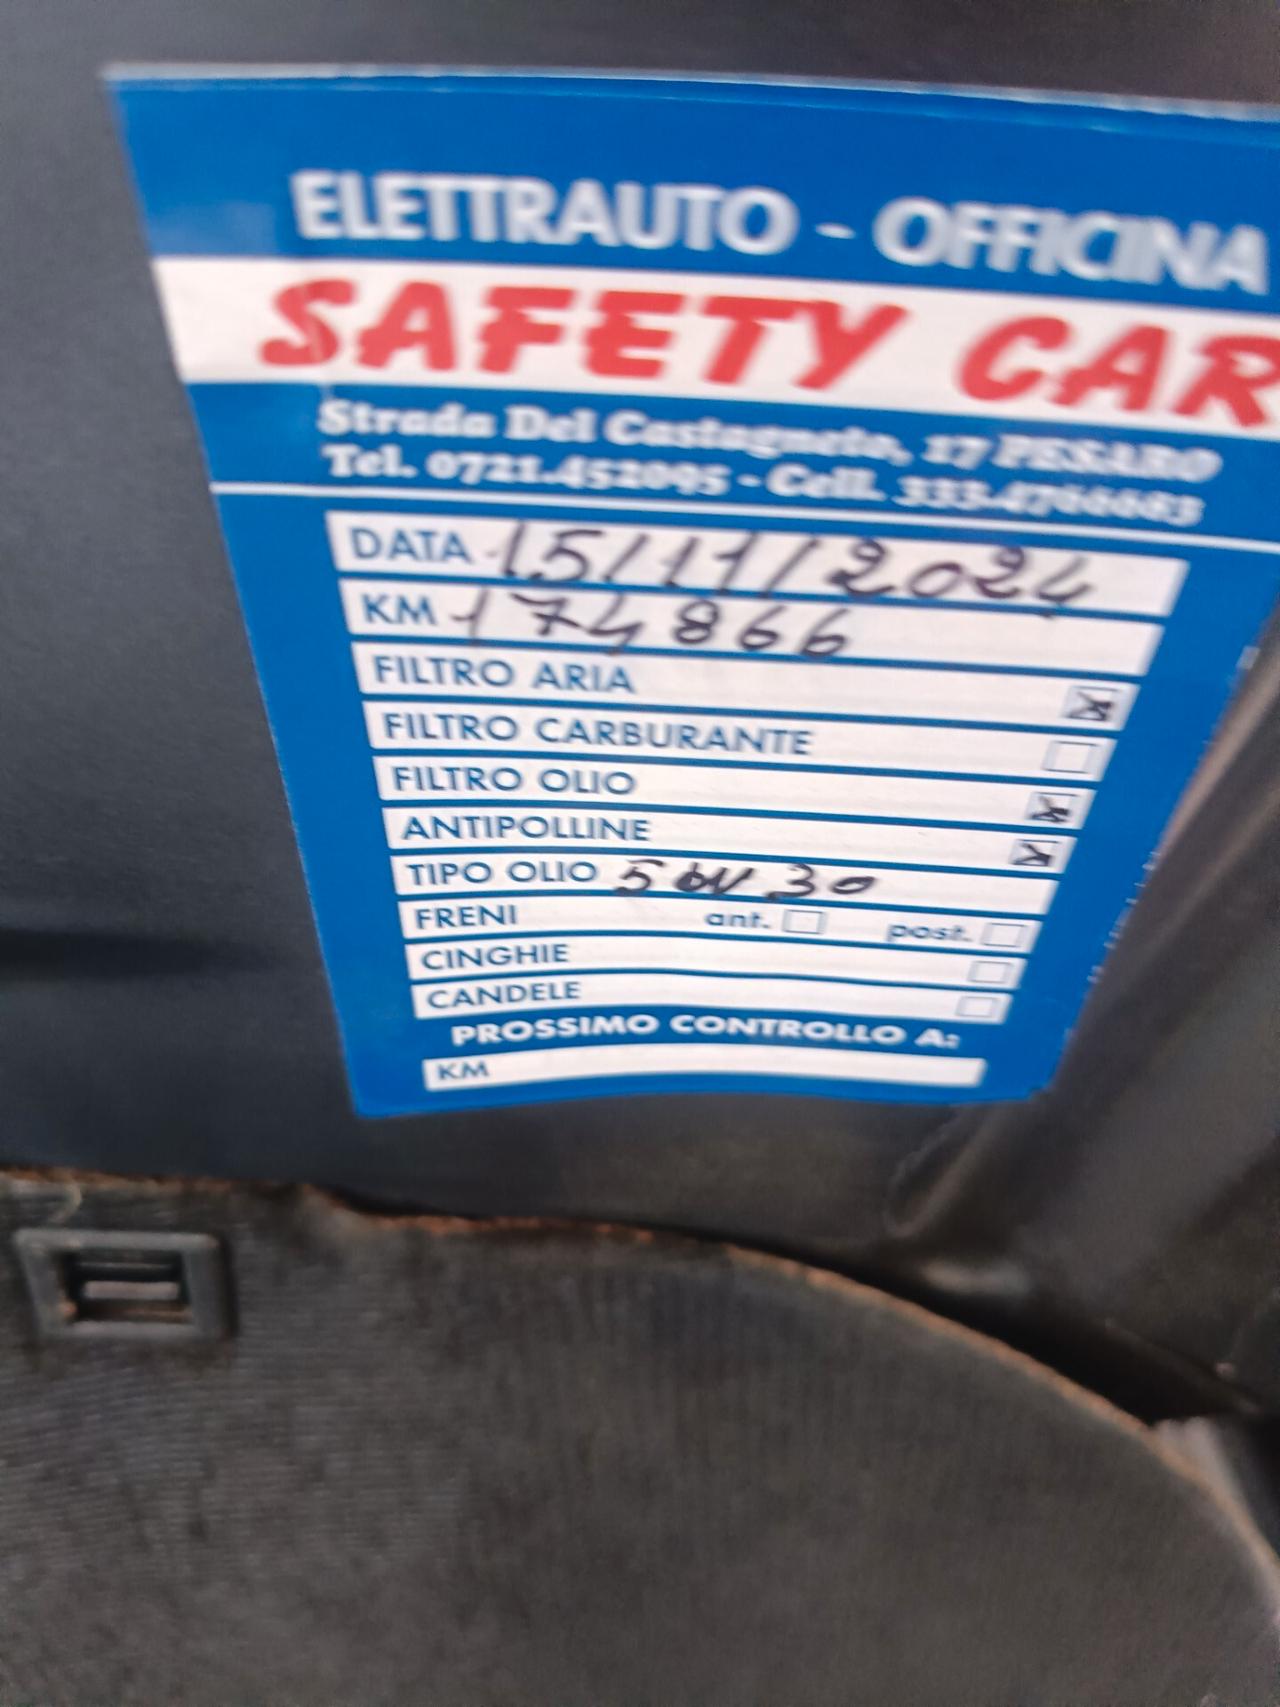 ELETTRAUTO - OFFICINA
SAFETY CAR
Strada Del Castagneto, 17 PESARO
Tel. 0721.452095 - Cell.
DATA 15/11/2024
KM 174866
FILTRO ARIA
FILTRO CARBURANTE
FILTRO OLIO
ANTIPOLLINE
TIPO OLIO 5W30
FRENI ant. post.
CINGHIE
CANDELE
PROSSIMO CONTROLLO A:
KM